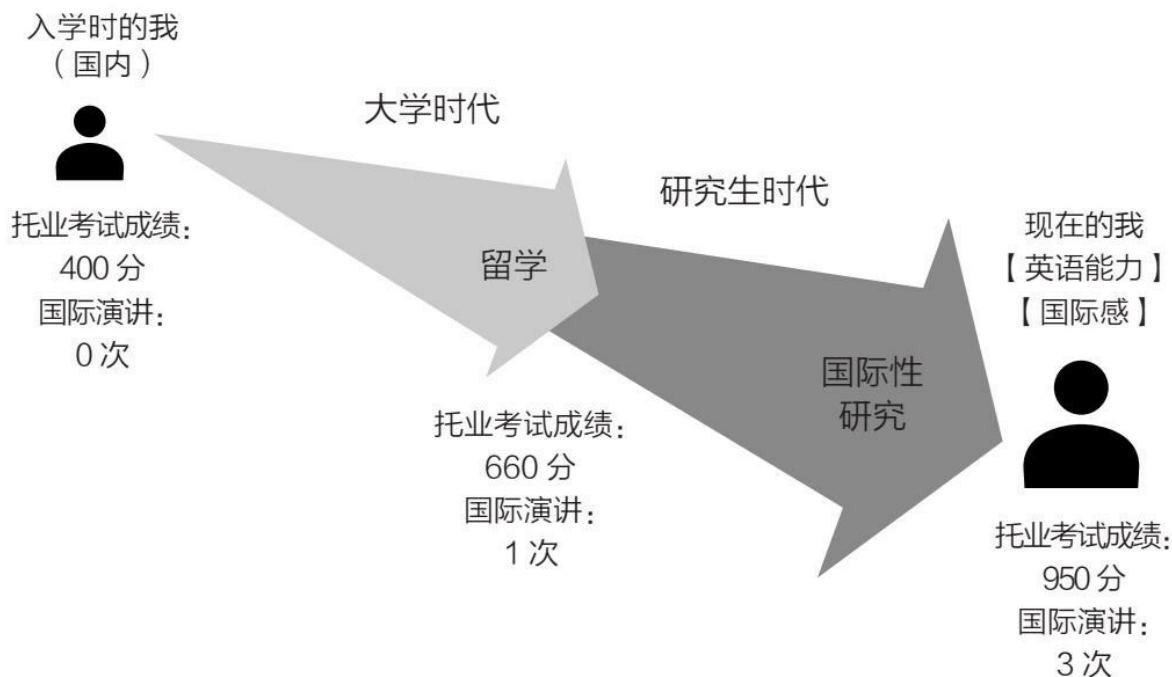 入学时的我
（国内）
大学时代
研究生时代
托业考试成绩：
400 分
国际演讲：
0 次
留学
现在的我
【英语能力】
【国际感】
国际性
研究
托业考试成绩：
660 分
国际演讲：
1 次
托业考试成绩：
950 分
国际演讲：
3 次